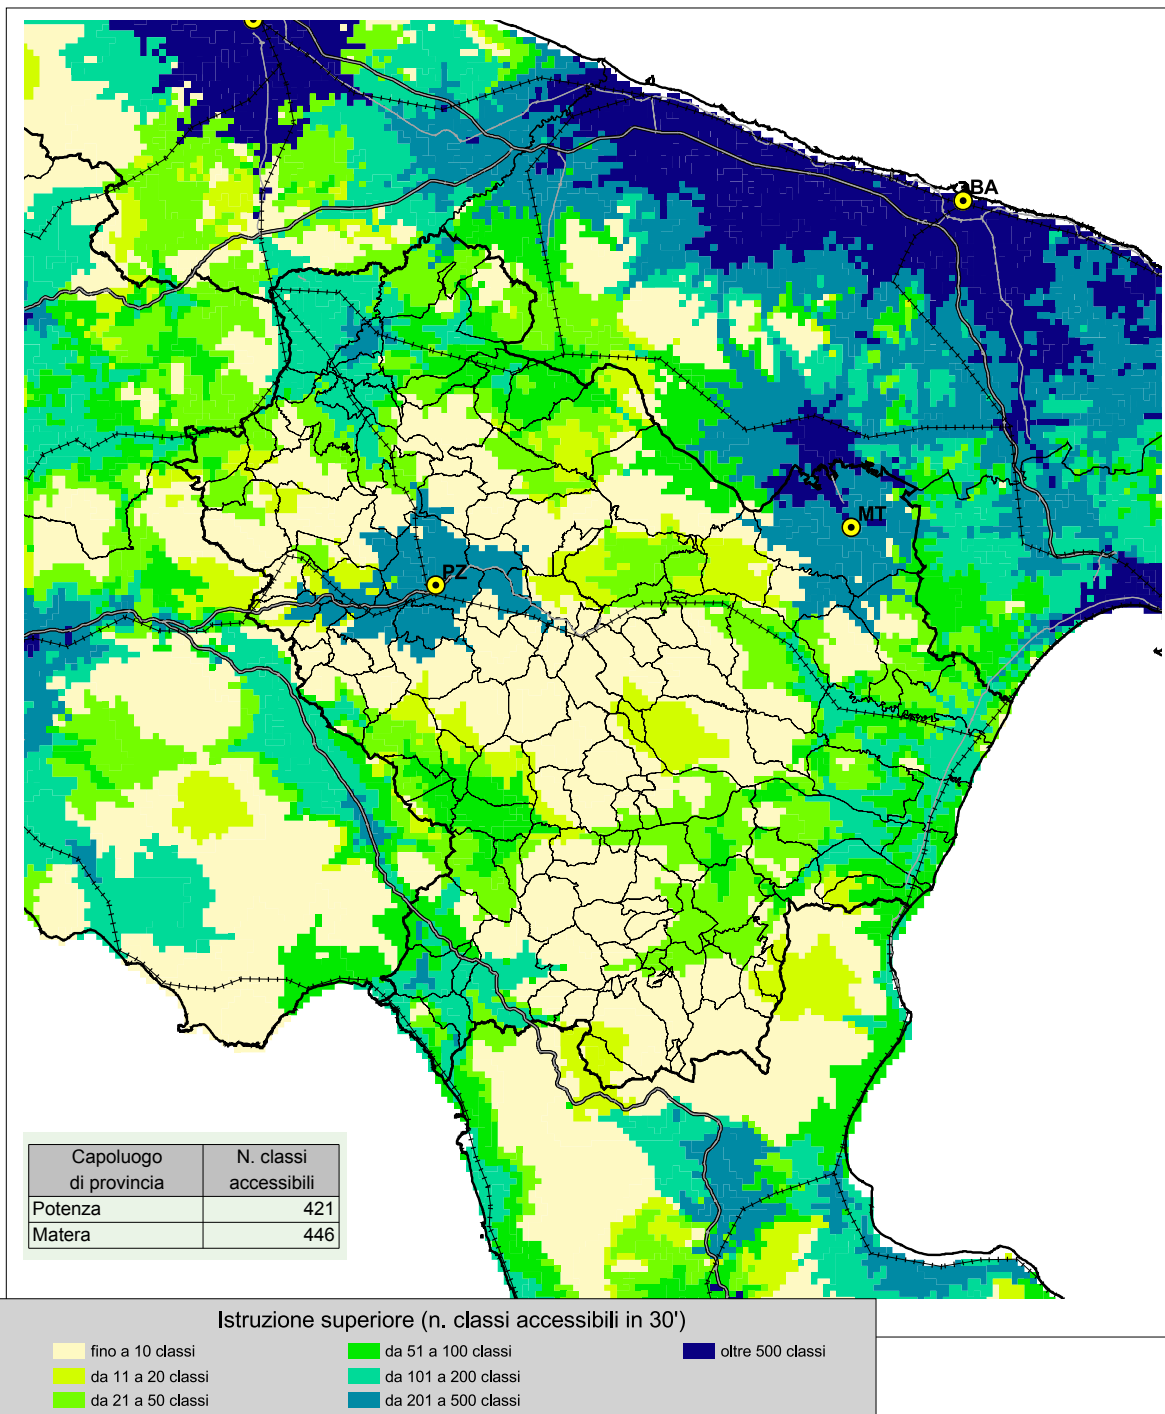 BA
MT
PZ
Capoluogo di provincia N. classi accessibili
Potenza 421
Matera 446
Istruzione superiore (n. classi accessibili in 30')
fino a 10 classi
da 11 a 20 classi
da 21 a 50 classi
da 51 a 100 classi
da 101 a 200 classi
da 201 a 500 classi
oltre 500 classi